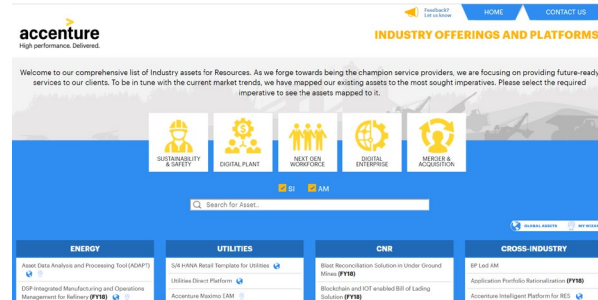 Feedback?
Let us know
HOME
CONTACT US
accenture
High performance. Delivered.
INDUSTRY OFFERINGS AND PLATFORMS
Welcome to our comprehensive list of Industry assets for Resources. As we forge towards being the champion service providers, we are focusing on providing future-ready
services to our clients. To be in tune with the current market trends, we have mapped our existing assets to the most sought imperatives. Please select the required
imperative to see the assets mapped to it.
SUSTAINABILITY
& SAFETY
DIGITAL PLANT
NEXT GEN
WORKFORCE
DIGITAL
ENTERPRISE
MERGER &
ACQUISITION
SI
AM
Search for Asset..
GLOBAL ASSETS
MY WIZARD
ENERGY
UTILITIES
CNR
CROSS-INDUSTRY
Asset Data Analysis and Processing Tool (ADAPT)
S/4 HANA Retail Template for Utilities
Blast Reconciliation Solution in Under Ground
Mines (FY18)
BP Led AM
DSP-Integrated Manufacturing and Operations
Management for Refinery (FY18)
Utilities Direct Platform
Accenture Maximo EAM
Blockchain and IOT enabled Bill of Lading
Solution (FY18)
Application Portfolio Rationalization (FY18)
Accenture Intelligent Platform for RES